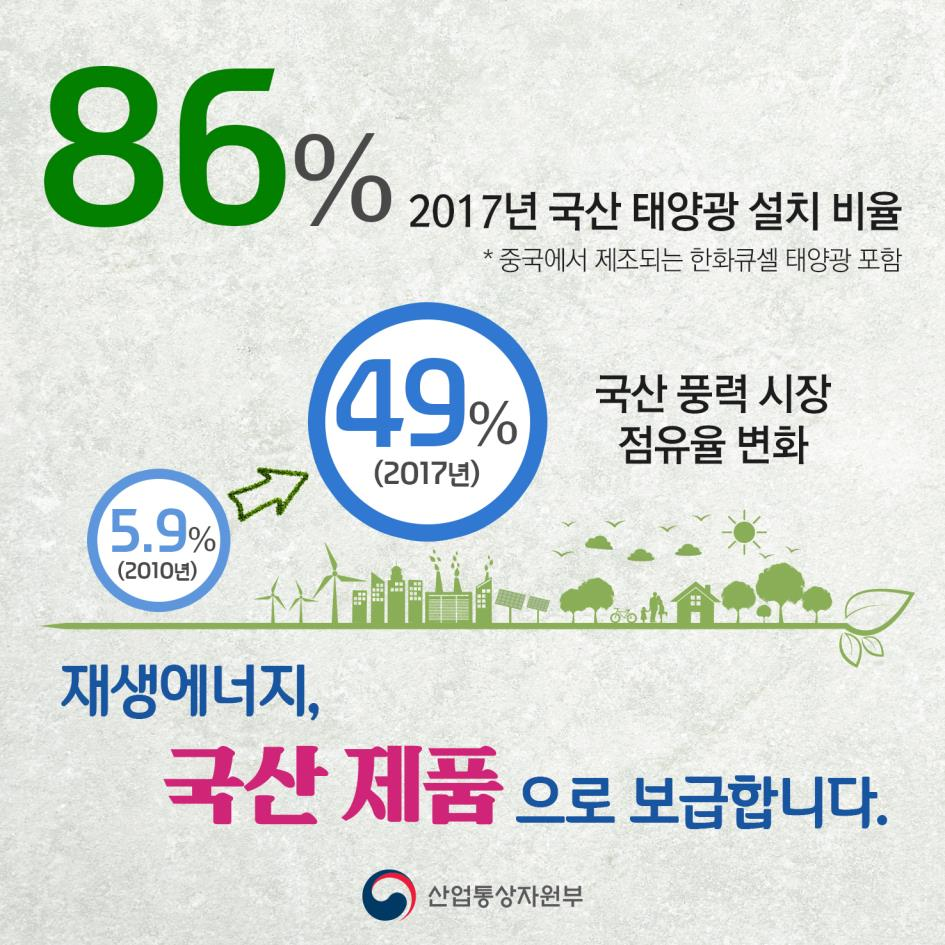 86%
2017년 국산 태양광 설치 비율
* 중국에서 제조되는 한화큐셀 태양광 포함
49%
(2017년)
국산 풍력 시장
점유율 변화
5.9%
(2010년)
재생에너지,
국산 제품으로 보급합니다.
산업통상자원부